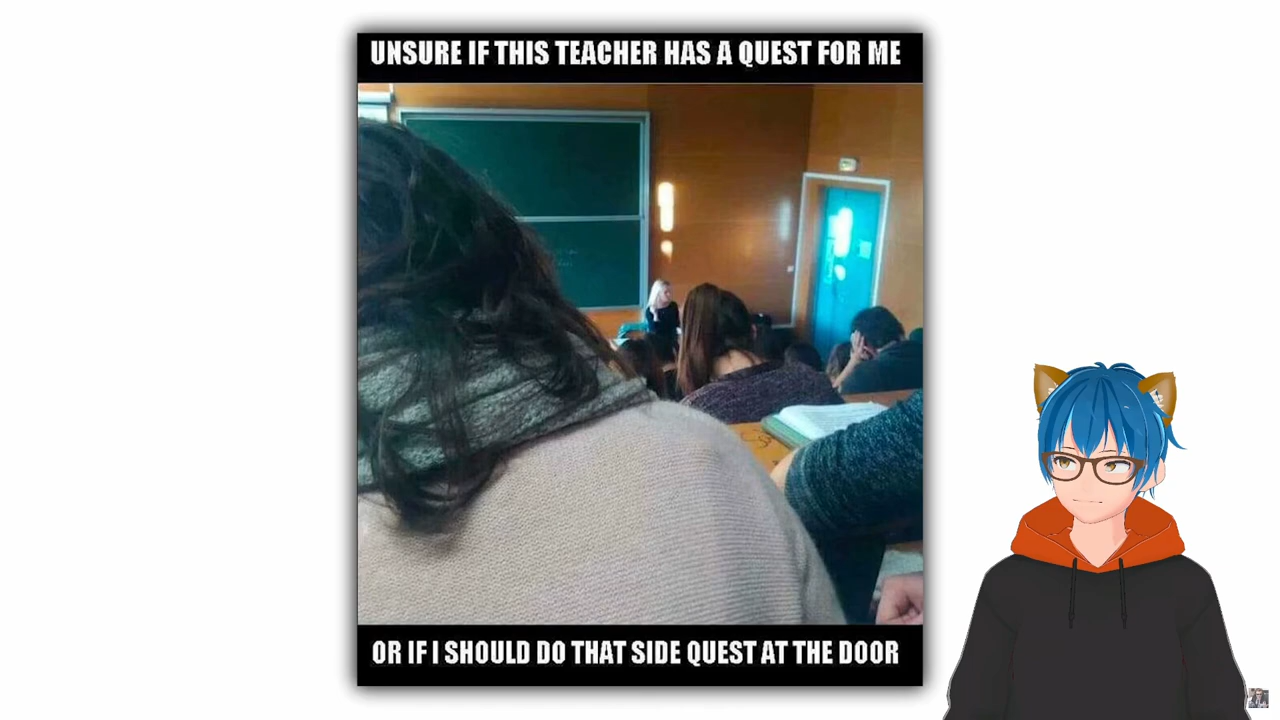 UNSURE IF THIS TEACHER HAS A QUEST FOR ME
OR IF I SHOULD DO THAT SIDE QUEST AT THE DOOR